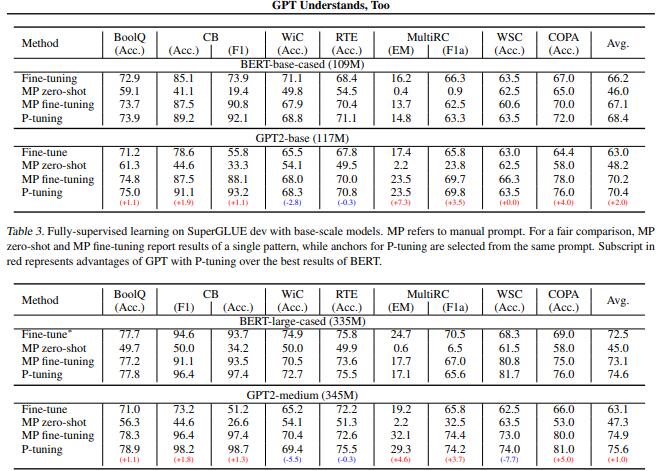 GPT Understands, Too
Method BoolQ CB WiC RTE MultiRC WSC COPA Avg.
(Acc.) (Acc.) (F1) (Acc.) (Acc.) (EM) (F1a) (Acc.) (Acc.)
BERT-base-cased (109M)
Fine-tuning 72.9 85.1 73.9 71.1 68.4 16.2 66.3 63.5 67.0 66.2
MP zero-shot 59.1 41.1 19.4 49.8 54.5 0.4 0.9 62.5 65.0 46.0
MP fine-tuning 73.7 87.5 90.8 67.9 70.4 13.7 62.5 60.6 70.0 67.1
P-tuning 73.9 89.2 92.1 68.8 71.1 14.8 63.3 63.5 72.0 68.4
GPT2-base (117M)
Fine-tune 71.2 78.6 55.8 65.5 67.8 17.4 65.8 63.0 64.4 63.0
MP zero-shot 61.3 44.6 33.3 54.1 49.5 2.2 23.8 62.5 58.0 48.2
MP fine-tuning 74.8 87.5 88.1 68.0 70.0 23.5 69.7 66.3 78.0 70.2
P-tuning 75.0 91.1 93.2 68.3 70.8 23.5 69.8 63.5 76.0 70.4
(+1.1) (+1.9) (+1.1) (-2.8) (-0.3) (+7.3) (+3.5) (+0.0) (+4.0) (+2.0)
Table 3. Fully-supervised learning on SuperGLUE dev with base-scale models. MP refers to manual prompt. For a fair comparison, MP
zero-shot and MP fine-tuning report results of a single pattern, while anchors for P-tuning are selected from the same prompt. Subscript in
red represents advantages of GPT with P-tuning over the best results of BERT.
Method BoolQ CB WiC RTE MultiRC WSC COPA Avg.
(Acc.) (F1) (Acc.) (Acc.) (Acc.) (EM) (F1a) (Acc.) (Acc.)
BERT-large-cased (335M)
Fine-tune* 77.7 94.6 93.7 74.9 75.8 24.7 70.5 68.3 69.0 72.5
MP zero-shot 49.7 50.0 34.2 50.0 49.9 0.6 6.5 61.5 58.0 45.0
MP fine-tuning 77.2 91.1 93.5 70.5 73.6 17.7 67.0 80.8 75.0 73.1
P-tuning 77.8 96.4 97.4 72.7 75.5 17.1 65.6 81.7 76.0 74.6
GPT2-medium (345M)
Fine-tune 71.0 73.2 51.2 65.2 72.2 19.2 65.8 62.5 66.0 63.1
MP zero-shot 56.3 44.6 26.6 54.1 51.3 2.2 32.5 63.5 53.0 47.3
MP fine-tuning 78.3 96.4 97.4 70.4 72.6 32.1 74.4 73.0 80.0 74.9
P-tuning 78.9 98.2 98.7 69.4 75.5 29.3 74.2 74.0 81.0 75.6
(+1.1) (+1.8) (+1.3) (-5.5) (-0.3) (+4.6) (+3.7) (-7.7) (+5.0) (+1.0)